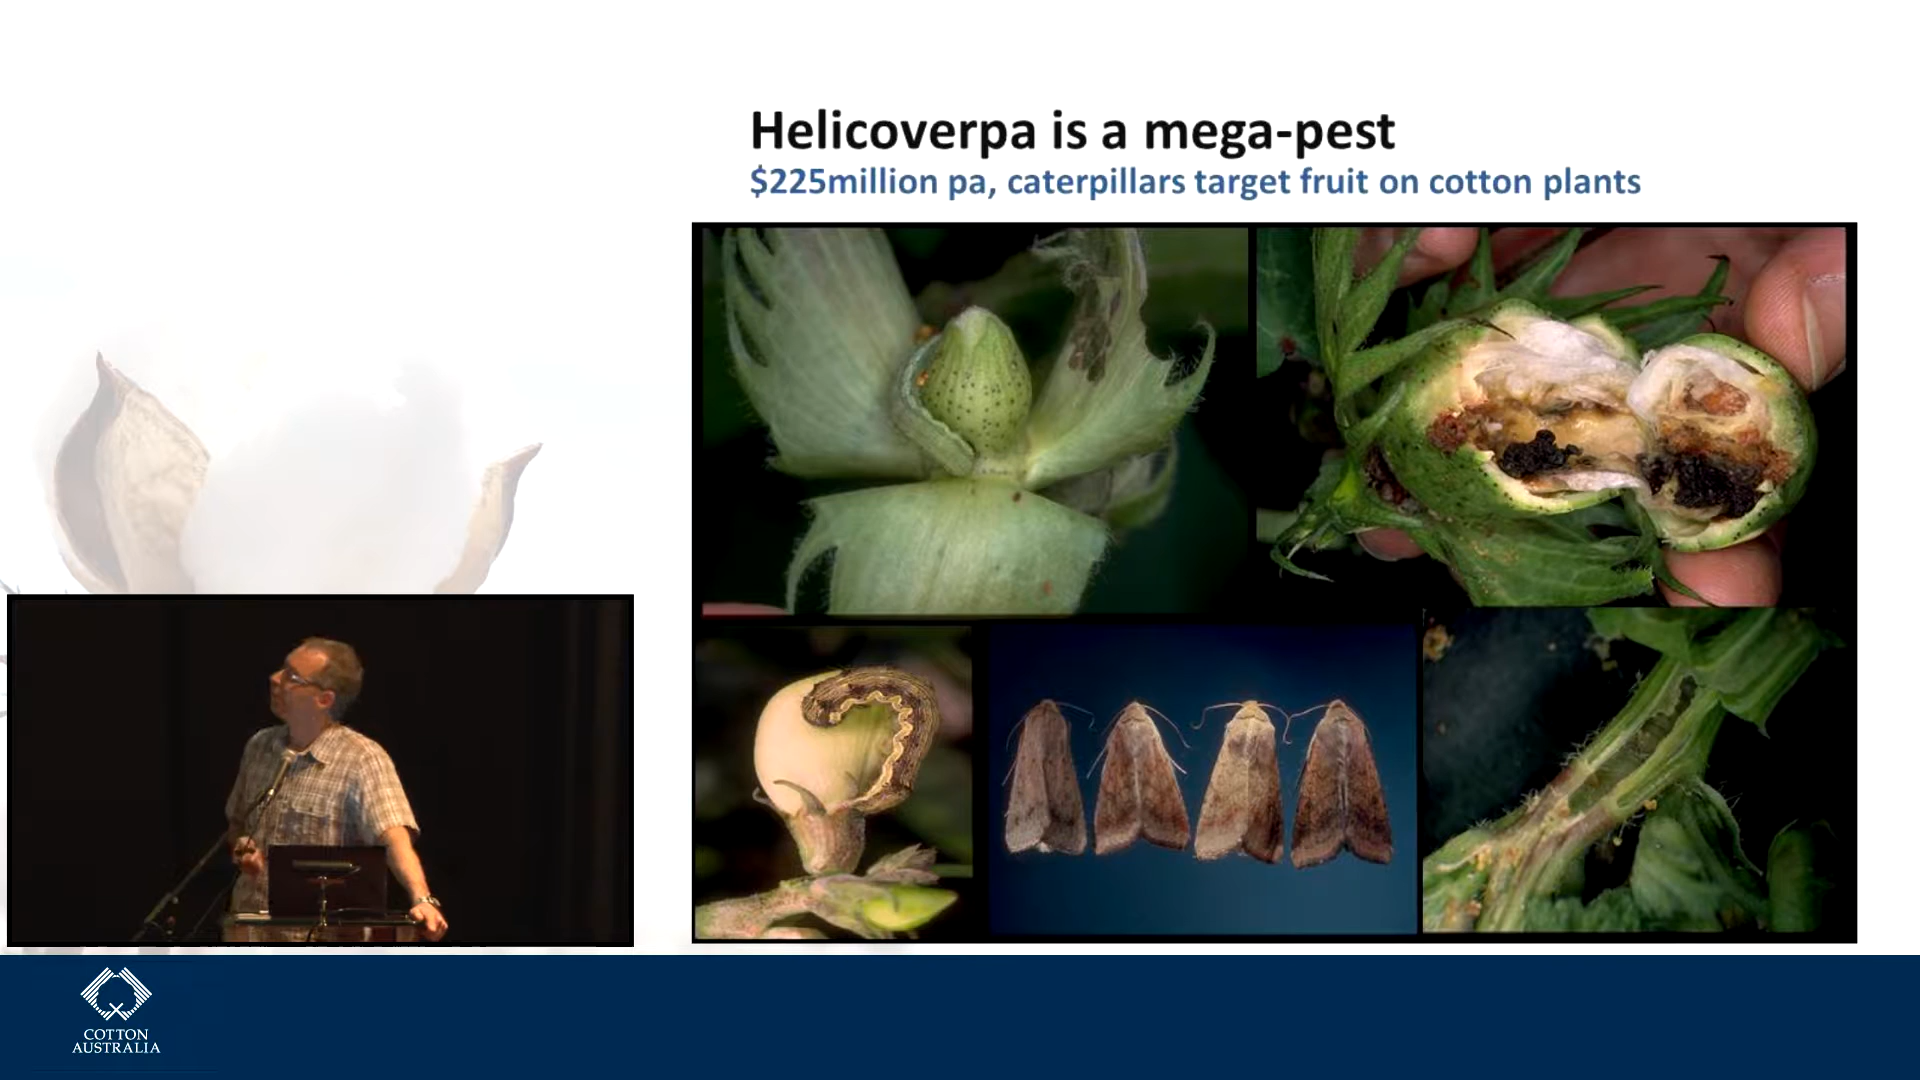 Helicoverpa is a mega-pest
$225million pa, caterpillars target fruit on cotton plants
COTTON
AUSTRALIA